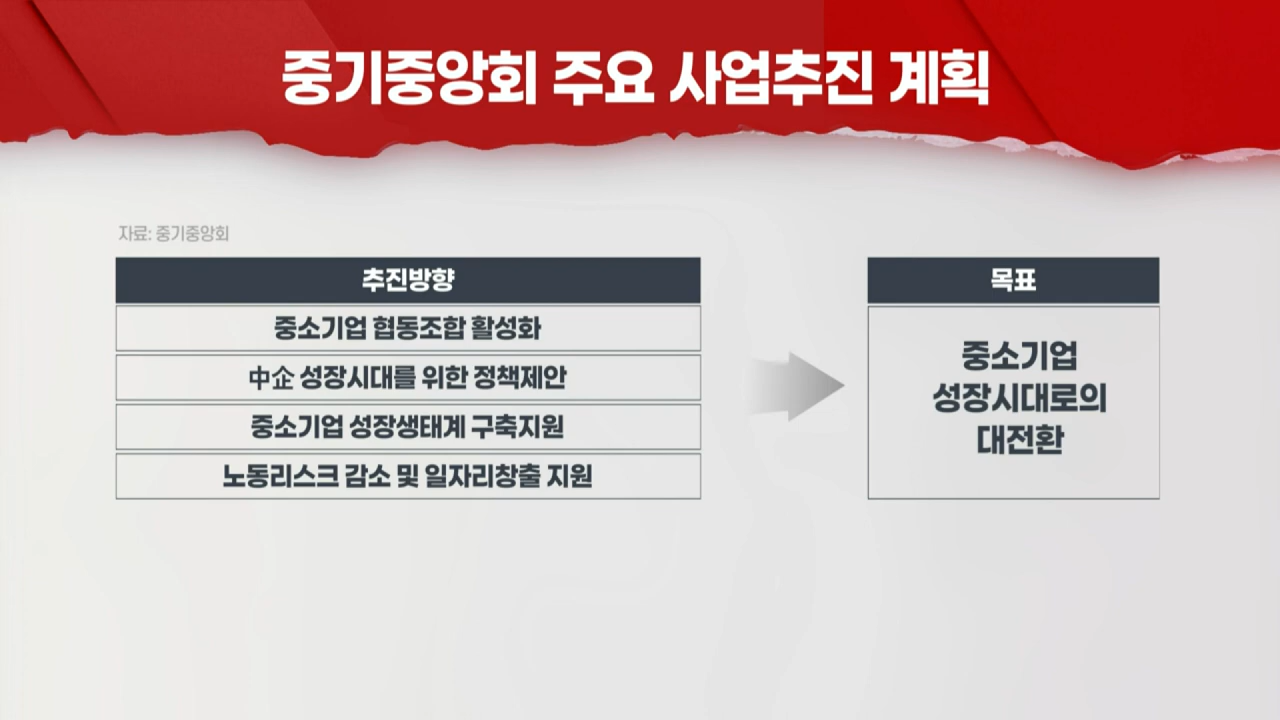 중기중앙회 주요 사업추진 계획
자료: 중기중앙회
추진방향
중소기업 협동조합 활성화
中企 성장시대를 위한 정책제안
중소기업 성장생태계 구축지원
노동리스크 감소 및 일자리창출 지원
목표
중소기업
성장시대로의
대전환